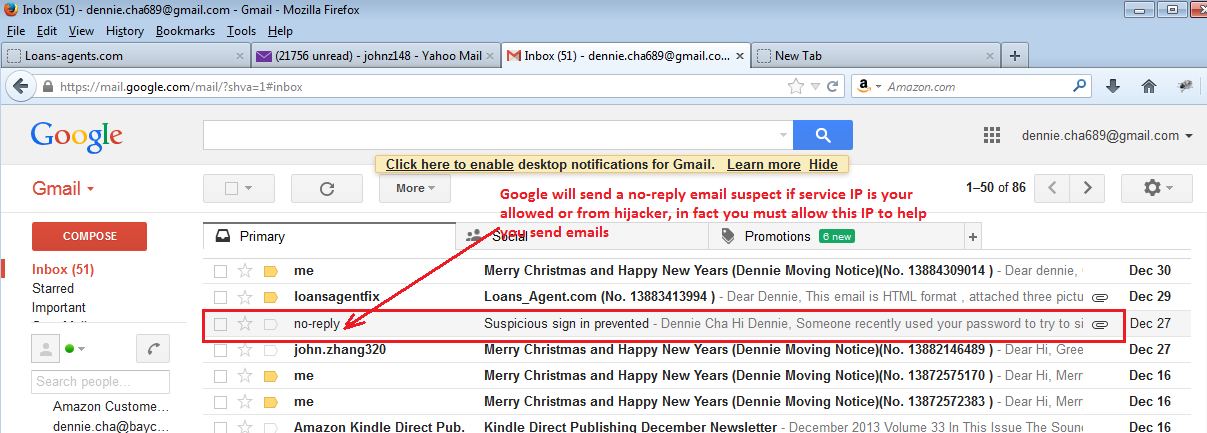 Inbox (51) - dennie.cha689@gmail.com - Gmail - Mozilla Firefox
File Edit View History Bookmarks Tools Help
Loans-agents.com × (21756 unread) - johnz148 - Yahoo Mail × Inbox (51) - dennie.cha689@gmail.co... × New Tab × +
https://mail.google.com/mail/?shva=1#inbox Amazon.com
Google dennie.cha689@gmail.com
Click here to enable desktop notifications for Gmail. Learn more Hide
Gmail More 1–50 of 86
Google will send a no-reply email suspect if service IP is your
allowed or from hijacker, in fact you must allow this IP to help
you send emails
COMPOSE Primary Social Promotions 6 new +
Inbox (51) me Merry Christmas and Happy New Years (Dennie Moving Notice)(No. 13884309014 ) - Dear dennie, Dec 30
Starred
Important loansagentfix Loans_Agent.com (No. 13883413994 ) - Dear Dennie, This email is HTML format , attached three pictu Dec 29
no-reply Suspicious sign in prevented - Dennie Cha Hi Dennie, Someone recently used your password to try to si Dec 27
john.zhang320 Merry Christmas and Happy New Years (Dennie Moving Notice)(No. 13882146489 ) - Dear Hi, Gree Dec 27
Search people... me Merry Christmas and Happy New Years (Dennie Moving Notice)(No. 13872575170 ) - Dear Hi, Merr Dec 16
Amazon Custome... me Merry Christmas and Happy New Years (Dennie Moving Notice)(No. 13872572383 ) - Dear Hi, Merr Dec 16
dennie.cha@bayc... Amazon Kindle Direct Pub. Kindle Direct Publishing December Newsletter - December 2013 Volume 33 In This Issue The Soun Dec 16